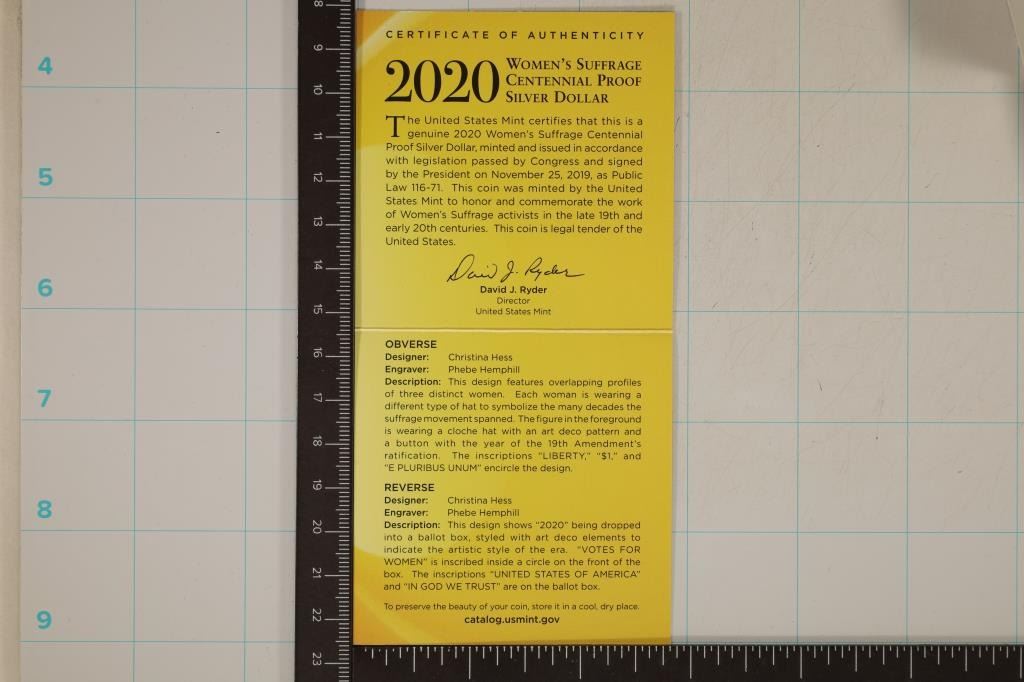 CERTIFICATE OF AUTHENTICITY
2020 WOMEN'S SUFFRAGE
CENTENNIAL PROOF
SILVER DOLLAR
The United States Mint certifies that this is a
genuine 2020 Women's Suffrage Centennial
Proof Silver Dollar, minted and issued in accordance
with legislation passed by Congress and signed
by the President on November 25, 2019, as Public
Law 116-71. This coin was minted by the United
States Mint to honor and commemorate the work
of Women's Suffrage activists in the late 19th and
early 20th centuries. This coin is legal tender of the
United States.
David J. Ryder
David J. Ryder
Director
United States Mint
OBVERSE
Designer: Christina Hess
Engraver: Phebe Hemphill
Description: This design features overlapping profiles
of three distinct women. Each woman is wearing a
different type of hat to symbolize the many decades the
suffrage movement spanned. The figure in the foreground
is wearing a cloche hat with an art deco pattern and
a button with the year of the 19th Amendment's
ratification. The inscriptions "LIBERTY," "$1," and
"E PLURIBUS UNUM" encircle the design.
REVERSE
Designer: Christina Hess
Engraver: Phebe Hemphill
Description: This design shows "2020" being dropped
into a ballot box, styled with art deco elements to
indicate the artistic style of the era. "VOTES FOR
WOMEN" is inscribed inside a circle on the front of the
box. The inscriptions "UNITED STATES OF AMERICA"
and "IN GOD WE TRUST" are on the ballot box.
To preserve the beauty of your coin, store it in a cool, dry place.
catalog.usmint.gov
4
5
6
7
8
9
8
9
10
11
12
13
14
15
16
17
18
19
20
21
22
23